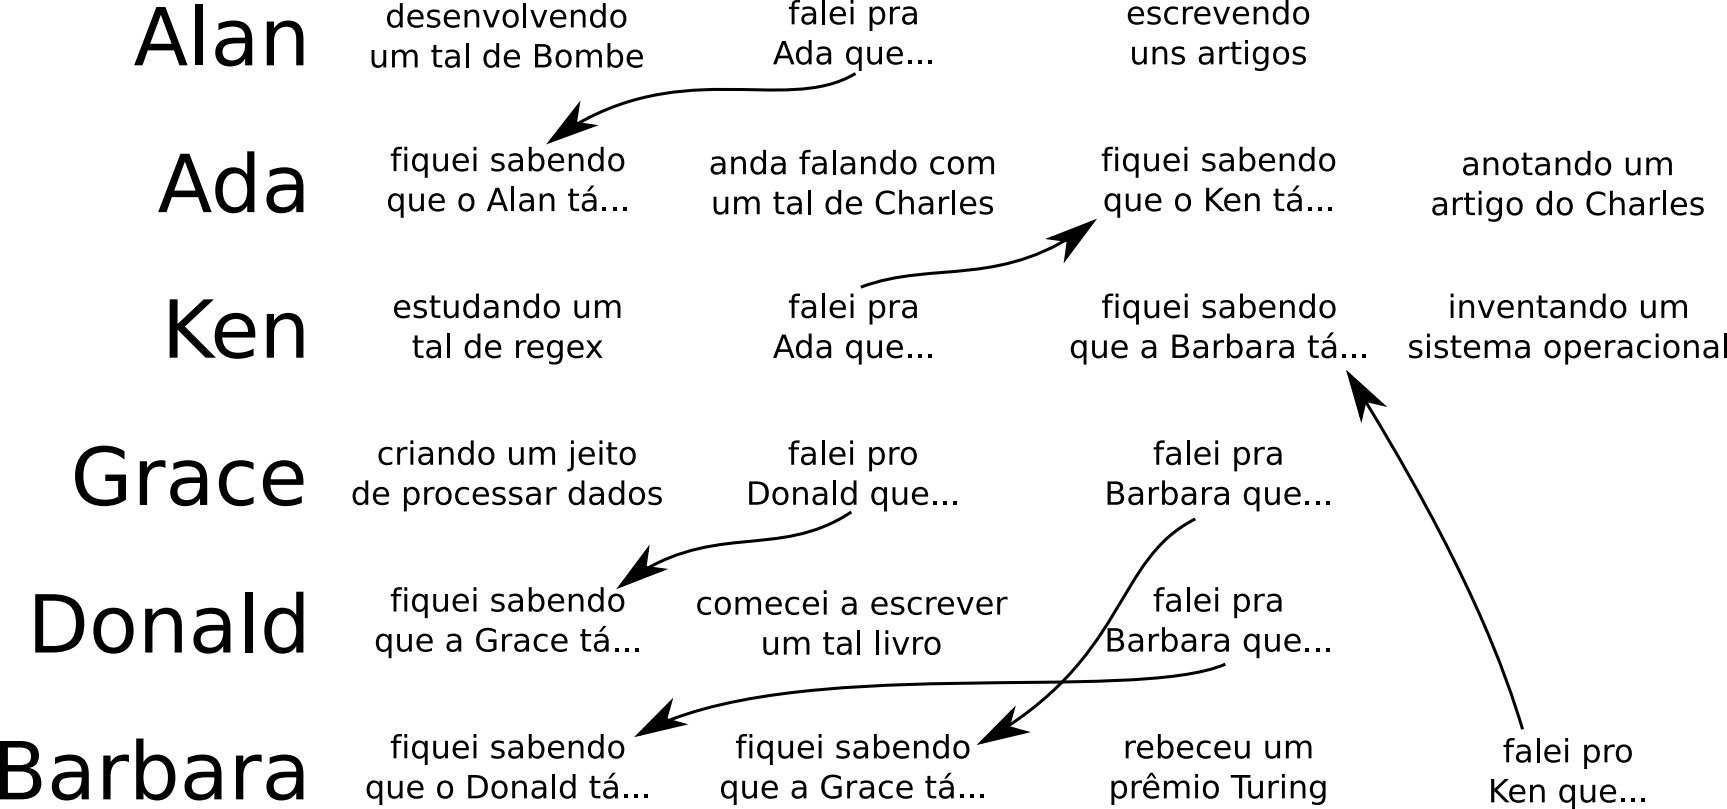 Alan
desenvolvendo
um tal de Bombe
falei pra
Ada que...
escrevendo
uns artigos
Ada
fiquei sabendo
que o Alan tá...
anda falando com
um tal de Charles
fiquei sabendo
que o Ken tá...
anotando um
artigo do Charles
Ken
estudando um
tal de regex
falei pra
Ada que...
fiquei sabendo
que a Barbara tá...
inventando um
sistema operacional
Grace
criando um jeito
de processar dados
falei pro
Donald que...
falei pra
Barbara que...
Donald
fiquei sabendo
que a Grace tá...
comecei a escrever
um tal livro
falei pra
Barbara que...
Barbara
fiquei sabendo
que o Donald tá...
fiquei sabendo
que a Grace tá...
rebeceu um
prêmio Turing
falei pro
Ken que...